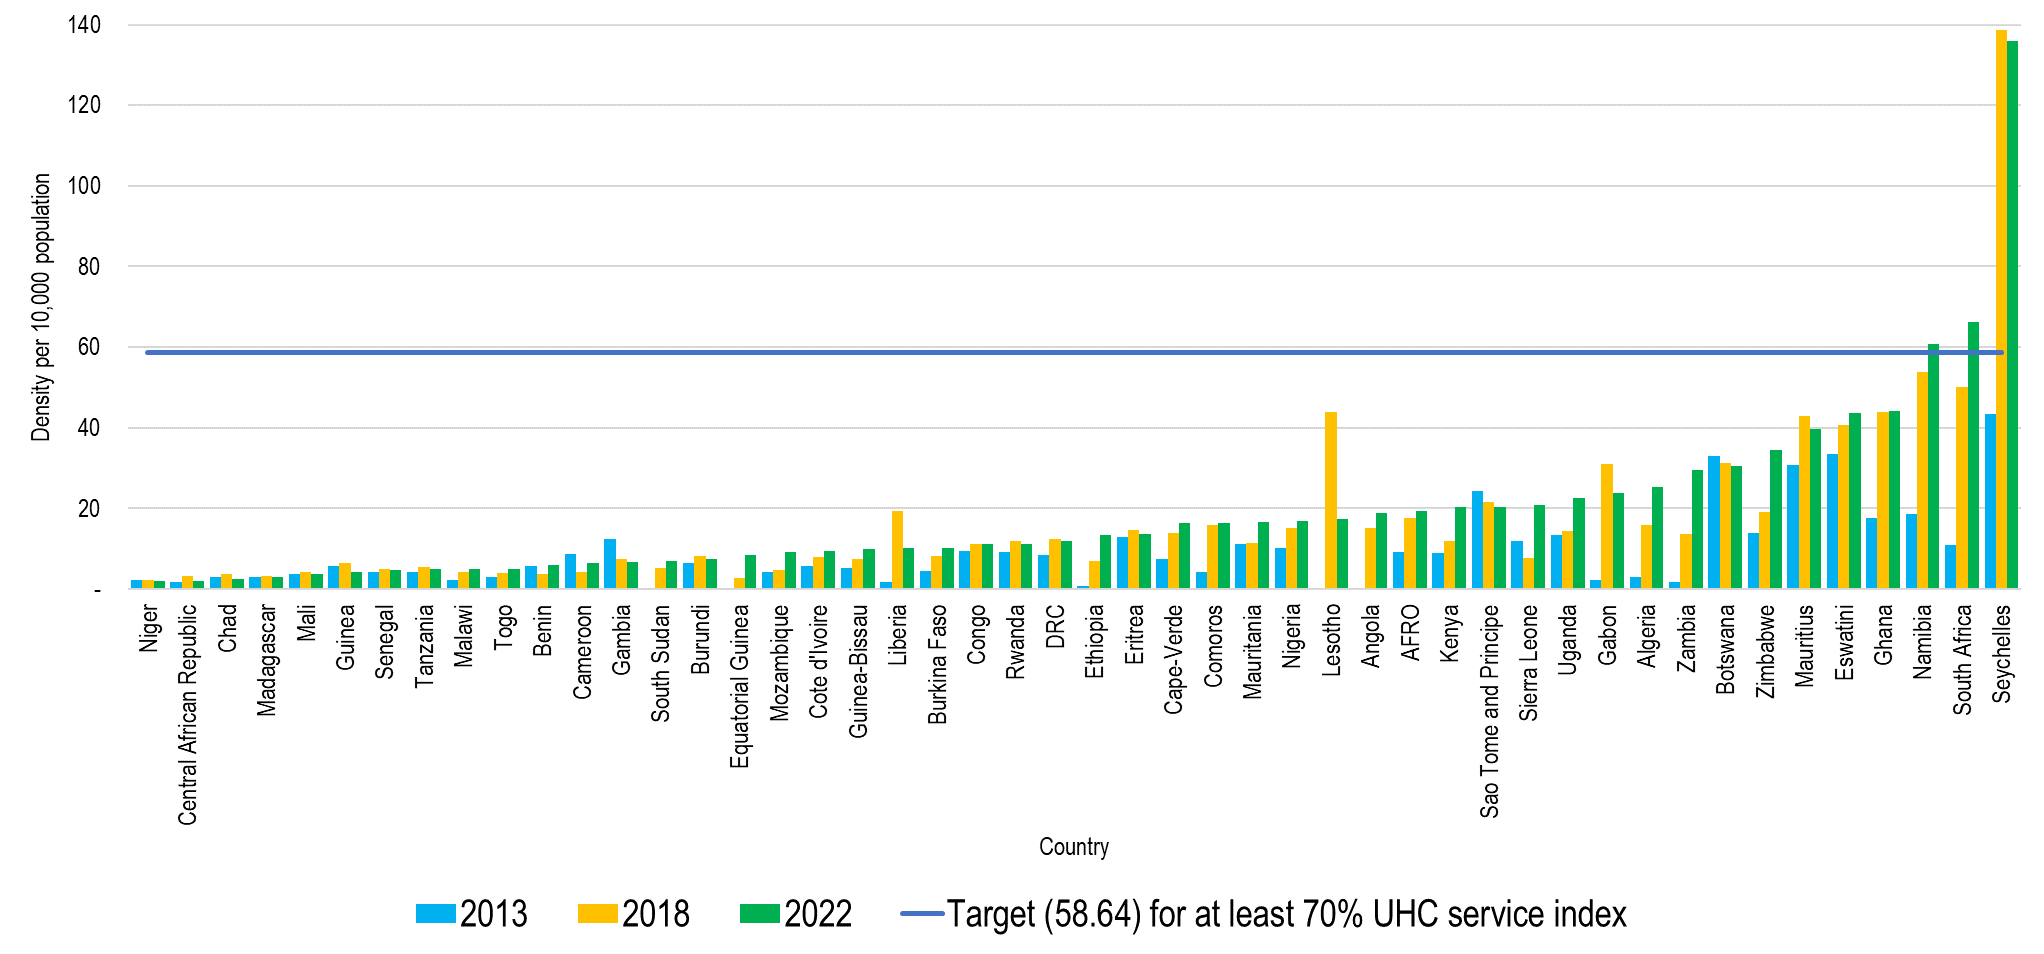 140
120
100
80
60
40
20
-
Density per 10,000 population
Niger
Central African Republic
Chad
Madagascar
Mali
Guinea
Senegal
Tanzania
Malawi
Togo
Benin
Cameroon
Gambia
South Sudan
Burundi
Equatorial Guinea
Mozambique
Cote d'Ivoire
Guinea-Bissau
Liberia
Burkina Faso
Congo
Rwanda
DRC
Ethiopia
Eritrea
Cape-Verde
Comoros
Mauritania
Nigeria
Lesotho
Angola
AFRO
Kenya
Sao Tome and Principe
Sierra Leone
Uganda
Gabon
Algeria
Zambia
Botswana
Zimbabwe
Mauritius
Eswatini
Ghana
Namibia
South Africa
Seychelles
Country
2013 2018 2022 Target (58.64) for at least 70% UHC service index